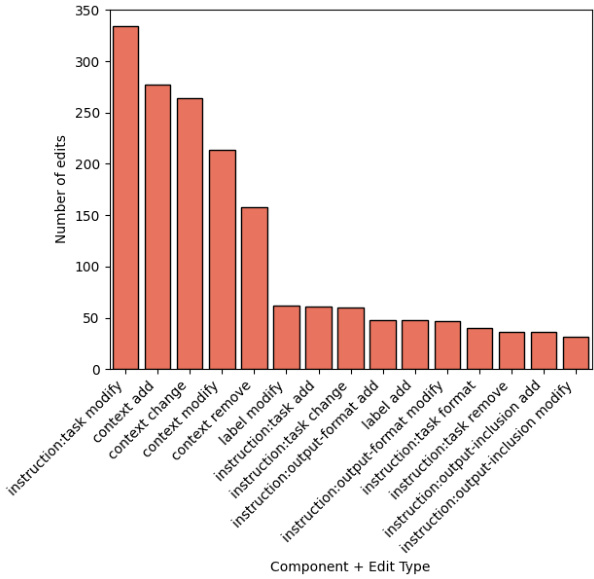 350
300
250
200
150
100
50
0
Number of edits
instruction:task modify
context add
context change
context modify
context remove
label modify
instruction:task add
instruction:task change
instruction:output-format add
label add
instruction:output-format modify
instruction:task format
instruction:task remove
instruction:output-inclusion add
instruction:output-inclusion modify
Component + Edit Type